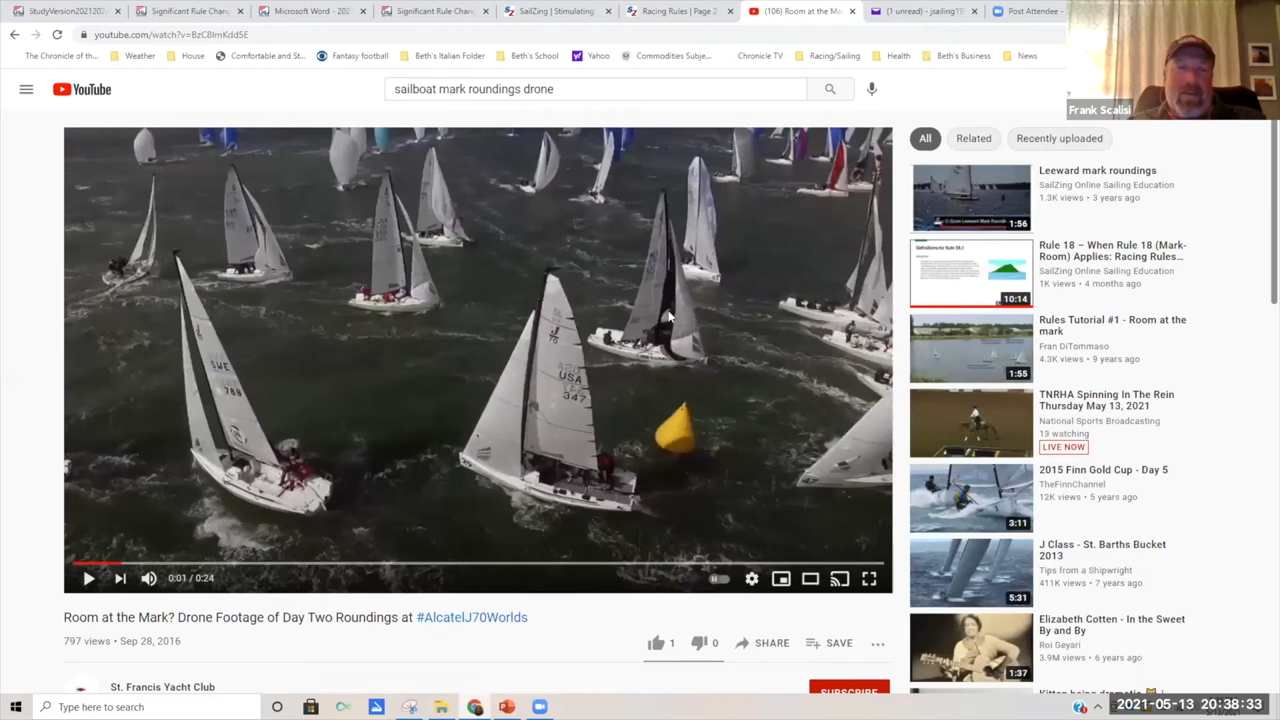 StudyVersion20212024
Significant Rule Chang
Microsoft Word - 2021
Significant Rule Chang
SailZing | Stimulating
Racing Rules | Page 2
(106) Room at the Ma
(1 unread) - jsailing19
Post Attendee -
youtube.com/watch?v=BzC8ImKdd5E
The Chronicle of th...
Weather
House
Comfortable and St...
Fantasy football
Beth's Italian Folder
Beth's School
Yahoo
Commodities Subje...
Chronicle TV
Racing/Sailing
Health
Beth's Business
News
YouTube
sailboat mark roundings drone
Frank Scalisi
All
Related
Recently uploaded
Leeward mark roundings
SailZing Online Sailing Education
1.3K views • 3 years ago
1:56
Rule 18 – When Rule 18 (Mark-
Room) Applies: Racing Rules...
SailZing Online Sailing Education
1K views • 4 months ago
10:14
Rules Tutorial #1 - Room at the
mark
Fran DiTommaso
4.3K views • 9 years ago
1:55
TNRHA Spinning In The Rein
Thursday May 13, 2021
National Sports Broadcasting
13 watching
LIVE NOW
2015 Finn Gold Cup - Day 5
TheFinnChannel
12K views • 5 years ago
3:11
J Class - St. Barths Bucket
2013
Tips from a Shipwright
411K views • 7 years ago
5:31
Elizabeth Cotten - In the Sweet
By and By
Roi Geyari
3.9M views • 6 years ago
1:37
SWE
USA
347
0:01 / 0:24
Room at the Mark? Drone Footage of Day Two Roundings at #AlcatelJ70Worlds
797 views • Sep 28, 2016
1
0
SHARE
SAVE
St. Francis Yacht Club
SUBSCRIBE
Type here to search
2021-05-13 20:38:33